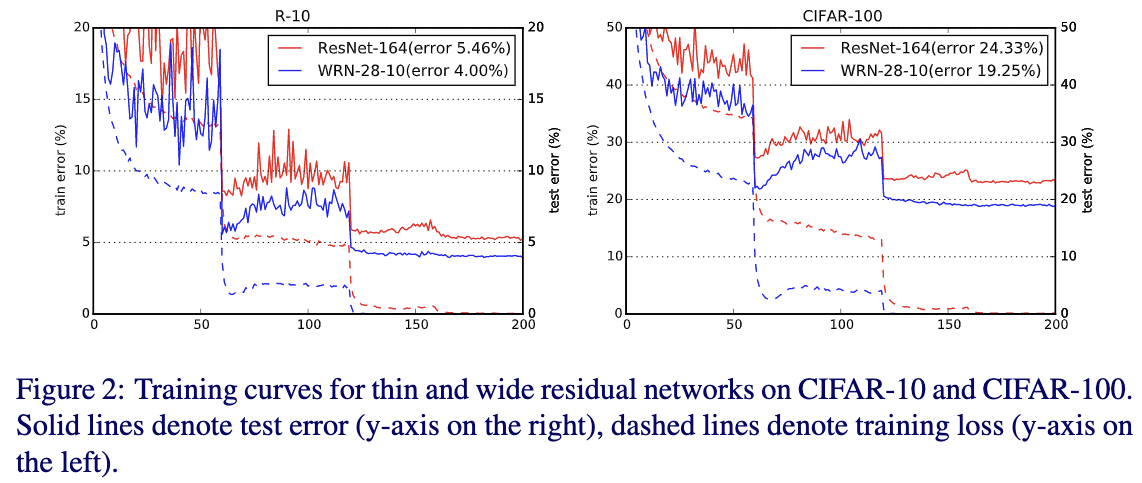 R-10
20
15
10
5
0
train error (%)
0
50
100
150
200
20
15
10
5
0
test error (%)
ResNet-164(error 5.46%)
WRN-28-10(error 4.00%)
CIFAR-100
50
40
30
20
10
0
train error (%)
0
50
100
150
200
50
40
30
20
10
0
test error (%)
ResNet-164(error 24.33%)
WRN-28-10(error 19.25%)
Figure 2: Training curves for thin and wide residual networks on CIFAR-10 and CIFAR-100.
Solid lines denote test error (y-axis on the right), dashed lines denote training loss (y-axis on
the left).